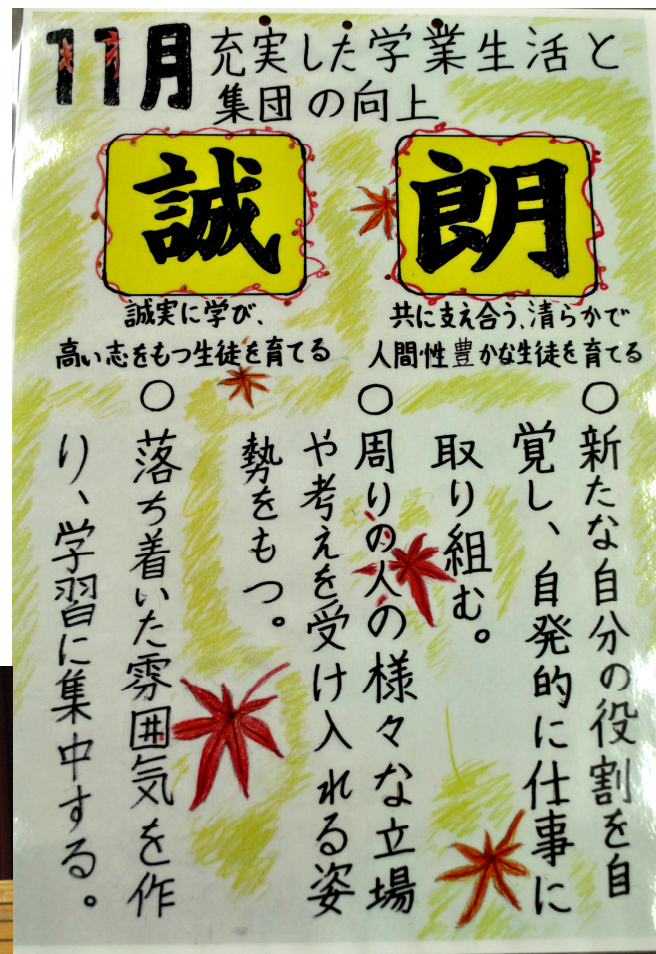 11月
充実した学業生活と
集団の向上
朗
共に支え合う、清らかで
人間性豊かな生徒を育てる
誠
誠実に学び、
高い志をもつ生徒を育てる
○新たな自分の役割を自
覚し、自発的に仕事に
取り組む。
○周りの人の様々な立場
や考えを受け入れる姿
勢をもつ。
○落ち着いた雰囲気を作
り、学習に集中する。